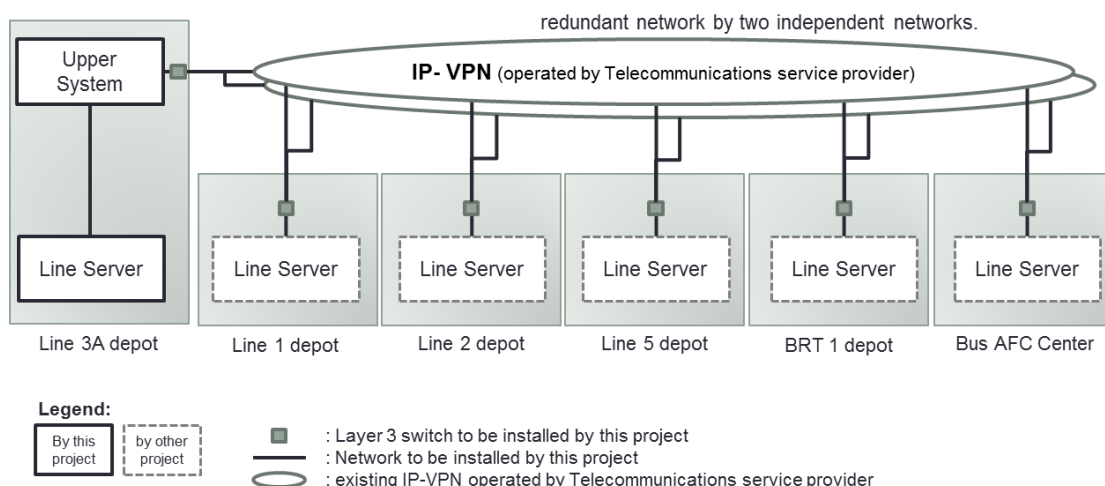 redundant network by two independent networks.
Upper
System
IP- VPN (operated by Telecommunications service provider)
Line Server
Line Server
Line Server
Line Server
Line Server
Line Server
Line 3A depot
Line 1 depot
Line 2 depot
Line 5 depot
BRT 1 depot
Bus AFC Center
Legend:
By this
project
by other
project
: Layer 3 switch to be installed by this project
: Network to be installed by this project
: existing IP-VPN operated by Telecommunications service provider